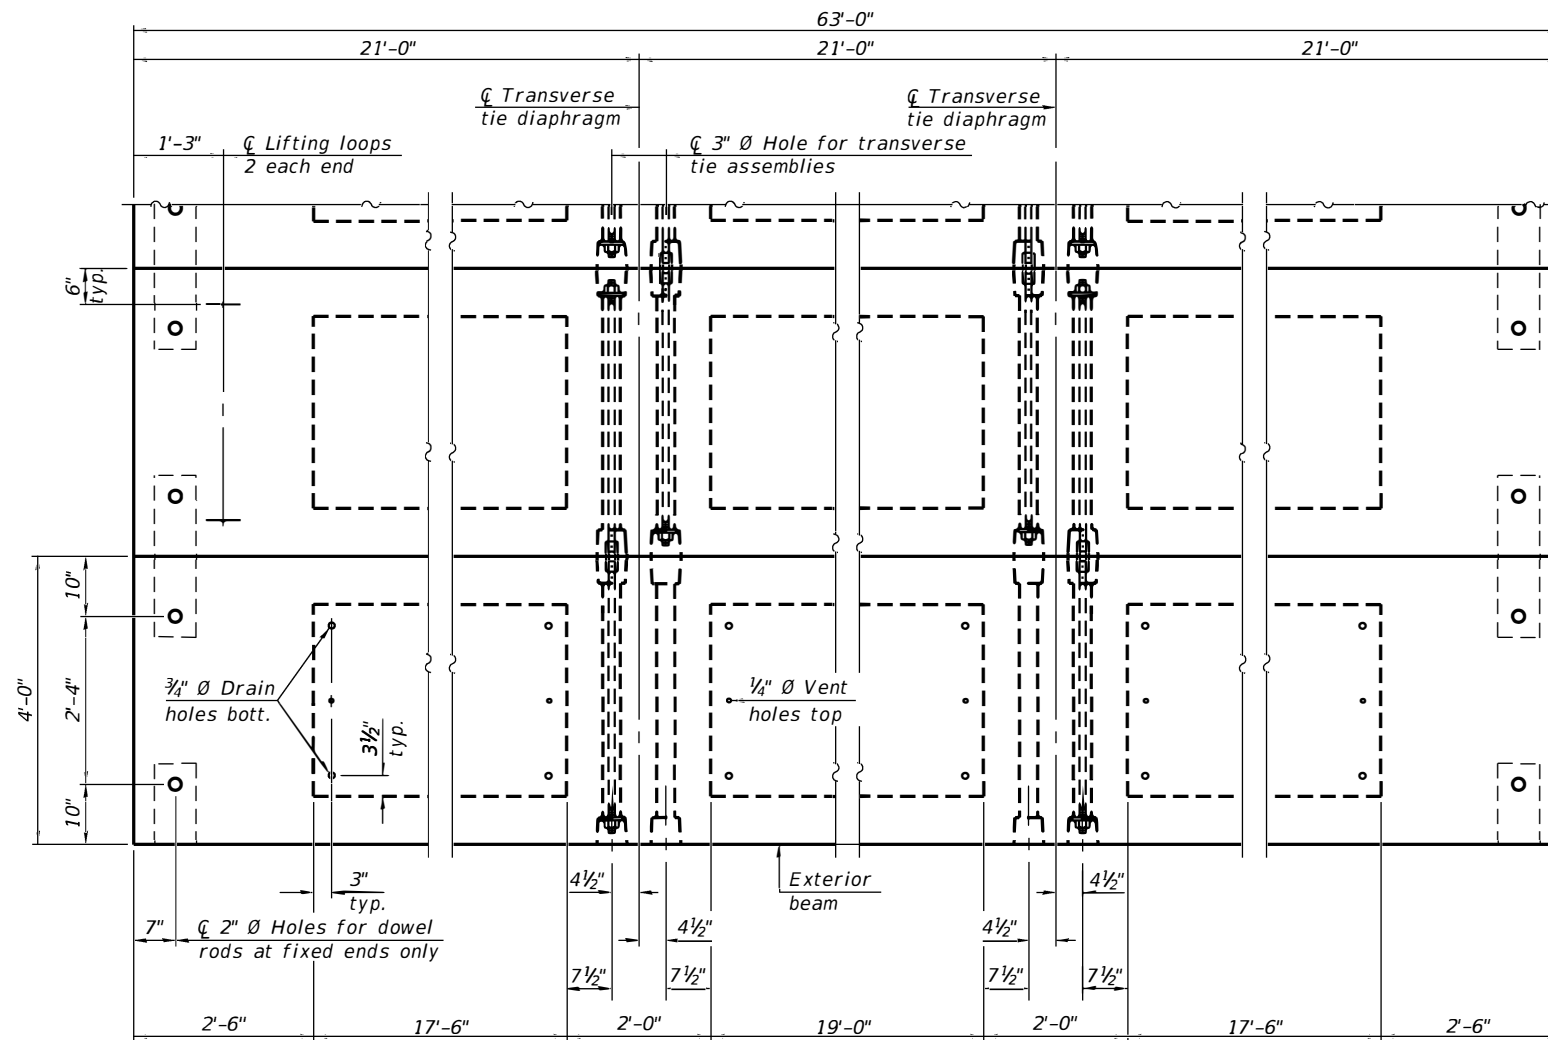 63'-0"
21'-0"
21'-0"
21'-0"
℄ Transverse
tie diaphragm
℄ Transverse
tie diaphragm
1'-3"
℄ Lifting loops
2 each end
℄ 3" Ø Hole for transverse
tie assemblies
6"
typ.
10"
2'-4"
4'-0"
10"
¾" Ø Drain
holes bott.
3½"
typ.
¼" Ø Vent
holes top
3"
typ.
4½"
Exterior
beam
4½"
7"
℄ 2" Ø Holes for dowel
rods at fixed ends only
4½"
4½"
7½"
7½"
7½"
7½"
2'-6"
17'-6"
2'-0"
19'-0"
2'-0"
17'-6"
2'-6"